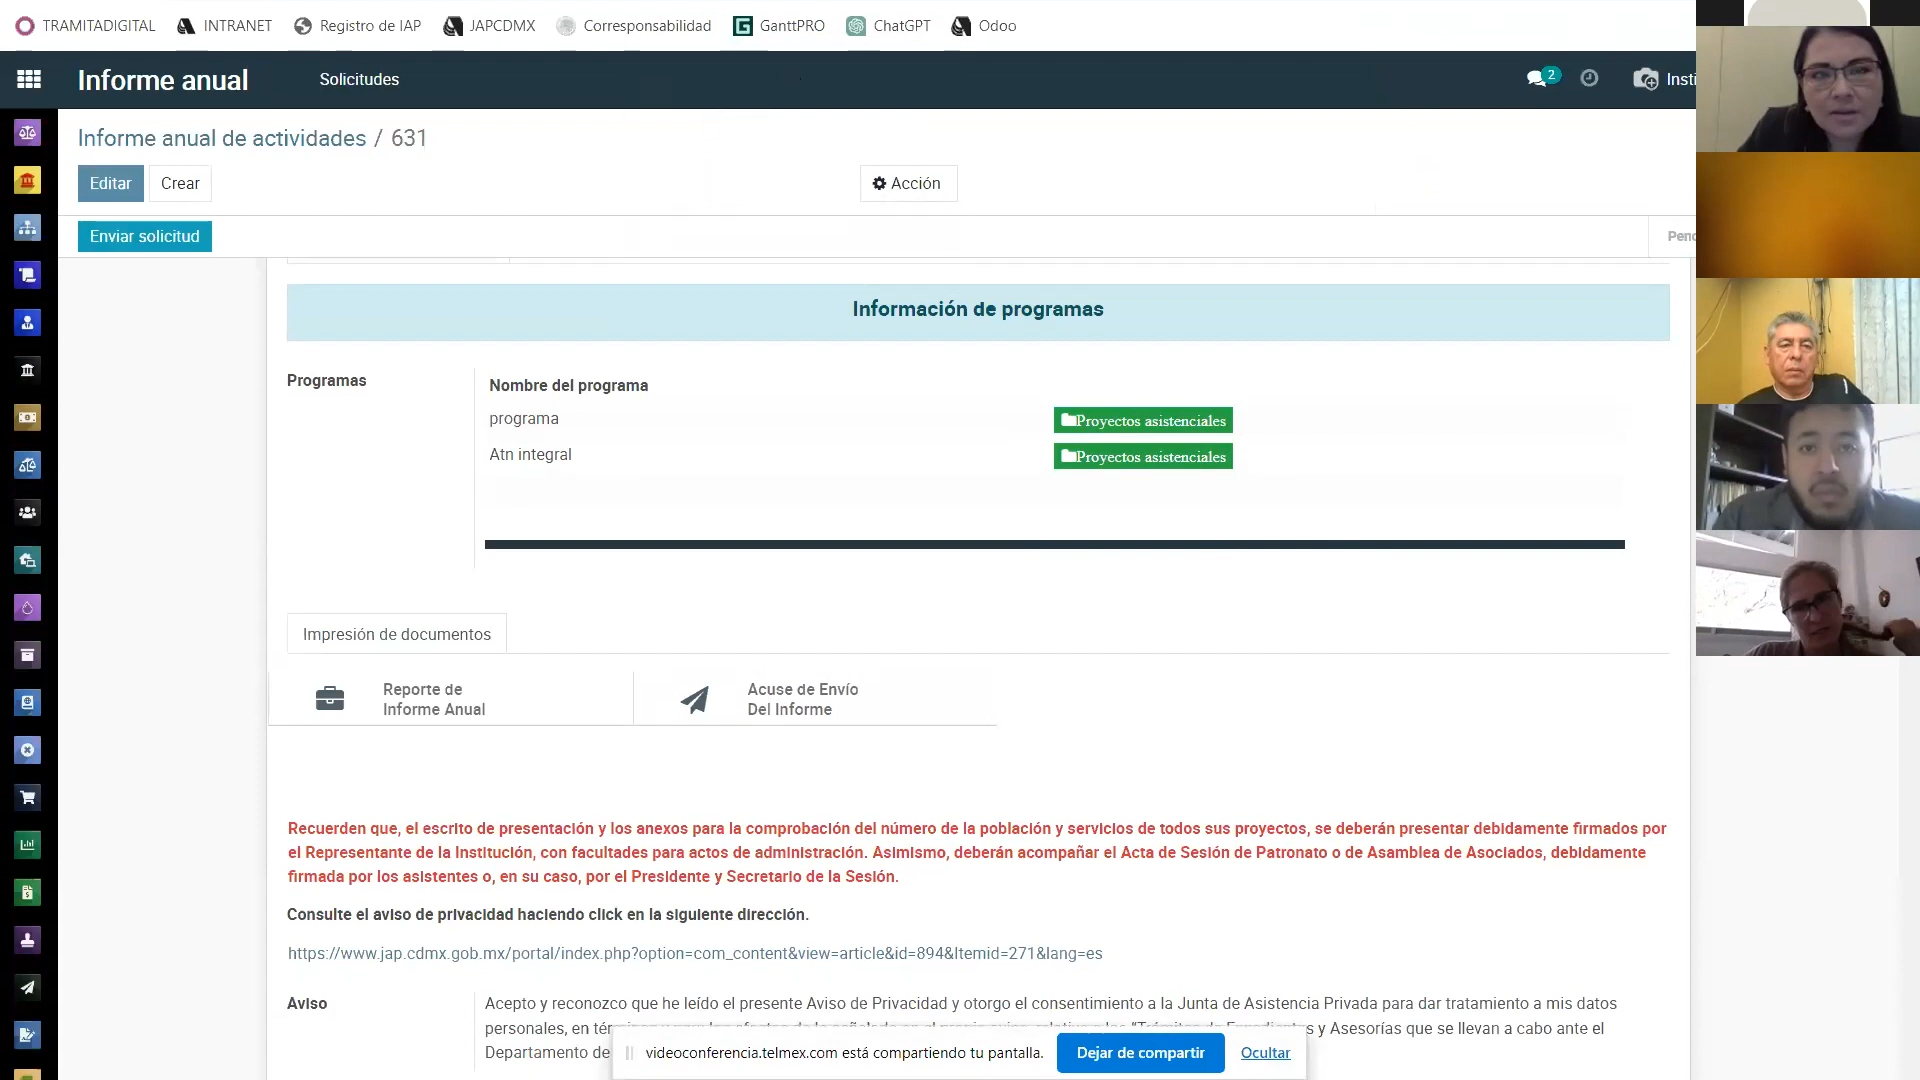 TRAMITADIGITAL INTRANET Registro de IAP JAPCDMX Corresponsabilidad GanttPRO ChatGPT Odoo
Informe anual Solicitudes 2 Insti
Informe anual de actividades / 631
Editar Crear Acción
Enviar solicitud
Información de programas
Programas
Nombre del programa
programa Proyectos asistenciales
Atn integral Proyectos asistenciales
Impresión de documentos
Reporte de
Informe Anual
Acuse de Envío
Del Informe
Recuerden que, el escrito de presentación y los anexos para la comprobación del número de la población y servicios de todos sus proyectos, se deberán presentar debidamente firmados por
el Representante de la Institución, con facultades para actos de administración. Asimismo, deberán acompañar el Acta de Sesión de Patronato o de Asamblea de Asociados, debidamente
firmada por los asistentes o, en su caso, por el Presidente y Secretario de la Sesión.
Consulte el aviso de privacidad haciendo click en la siguiente dirección.
https://www.jap.cdmx.gob.mx/portal/index.php?option=com_content&view=article&id=894&Itemid=271&lang=es
Aviso
Acepto y reconozco que he leído el presente Aviso de Privacidad y otorgo el consentimiento a la Junta de Asistencia Privada para dar tratamiento a mis datos
personales, en y Asesorías que se llevan a cabo ante el
Departamento de
videoconferencia.telmex.com está compartiendo tu pantalla. Dejar de compartir Ocultar